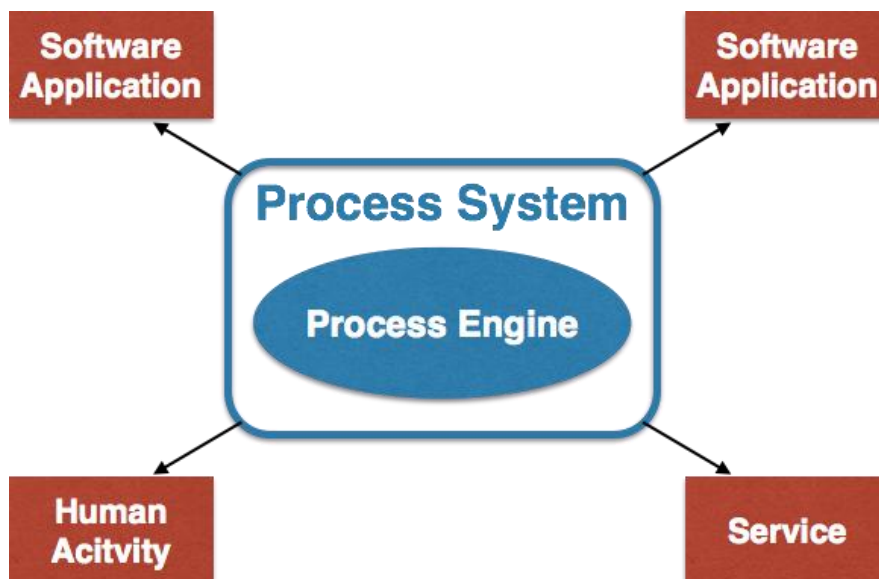 Software
Application
Software
Application
Process System
Process Engine
Human
Acitvity
Service